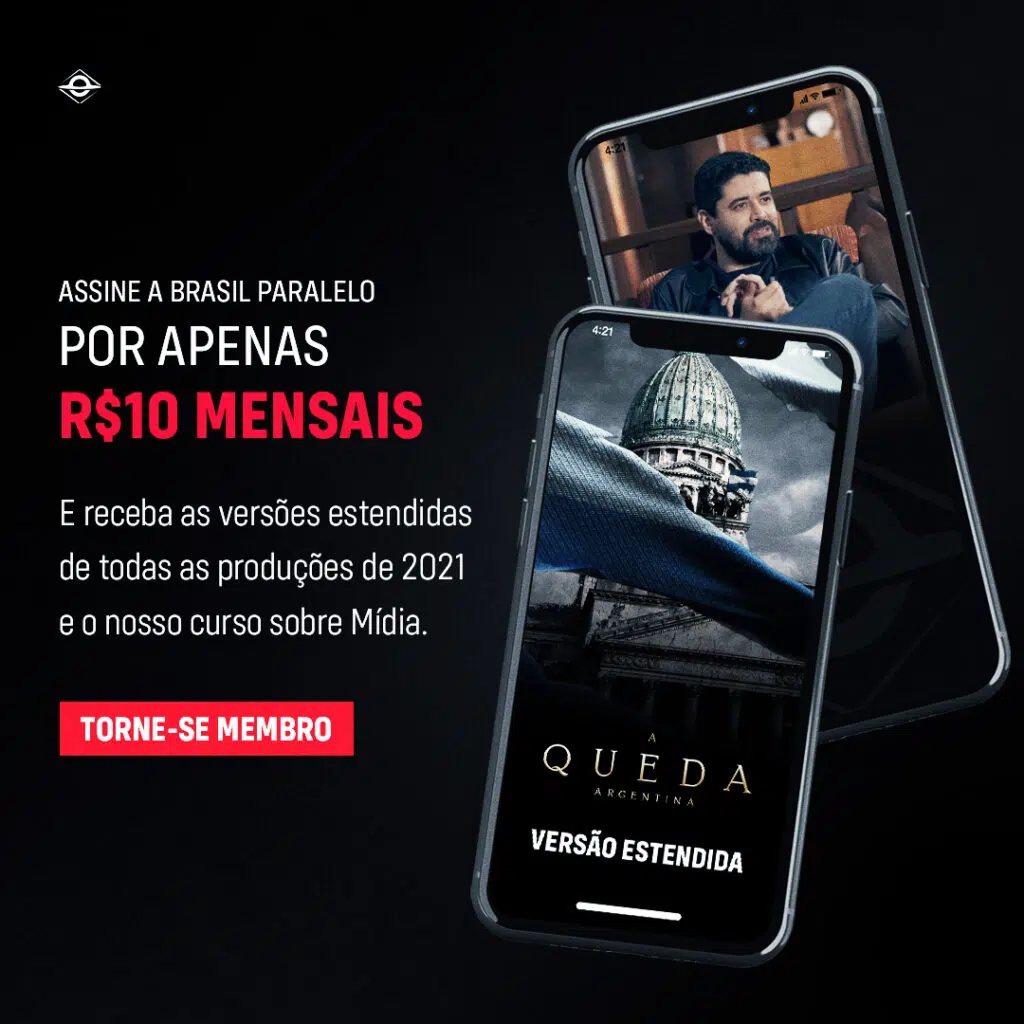 ASSINE A BRASIL PARALELO
POR APENAS
R$10 MENSAIS
E receba as versões estendidas
de todas as produções de 2021
e o nosso curso sobre Mídia.
TORNE-SE MEMBRO
4:21
4:21
A
QUEDA
ARGENTINA
VERSÃO ESTENDIDA